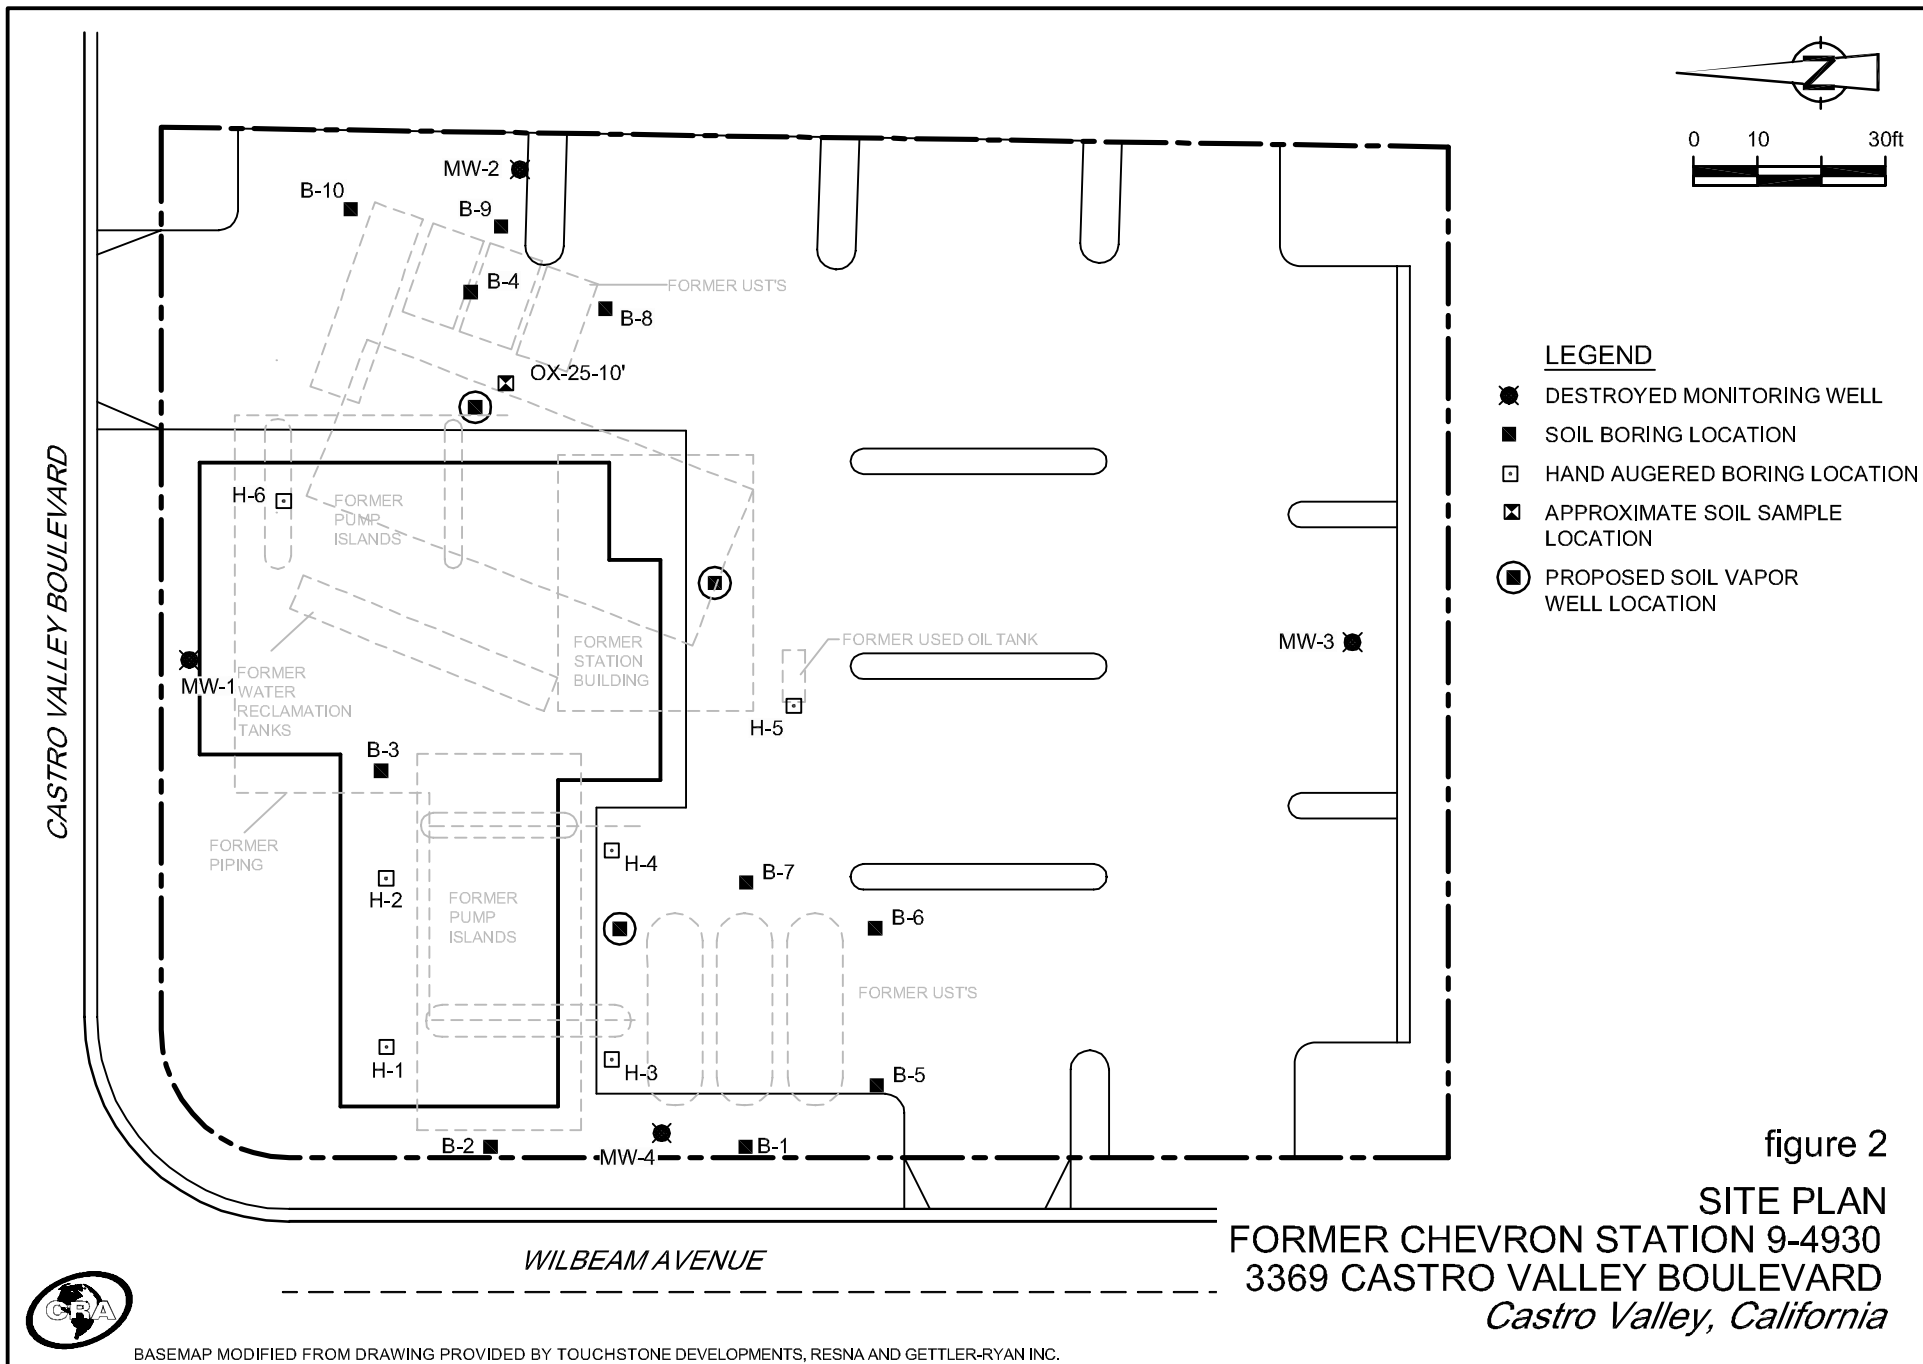 0 10 30ft
MW-2
B-10
B-9
B-4
FORMER UST'S
B-8
OX-25-10'
LEGEND
DESTROYED MONITORING WELL
SOIL BORING LOCATION
HAND AUGERED BORING LOCATION
APPROXIMATE SOIL SAMPLE
LOCATION
PROPOSED SOIL VAPOR
WELL LOCATION
CASTRO VALLEY BOULEVARD
H-6
FORMER
PUMP
ISLANDS
FORMER
STATION
BUILDING
FORMER USED OIL TANK
MW-3
MW-1
FORMER
WATER
RECLAMATION
TANKS
H-5
B-3
FORMER
PIPING
H-4
B-7
H-2
FORMER
PUMP
ISLANDS
B-6
FORMER UST'S
H-1
H-3
B-5
B-2
MW-4
B-1
figure 2
SITE PLAN
FORMER CHEVRON STATION 9-4930
3369 CASTRO VALLEY BOULEVARD
Castro Valley, California
WILBEAM AVENUE
CRA
BASEMAP MODIFIED FROM DRAWING PROVIDED BY TOUCHSTONE DEVELOPMENTS, RESNA AND GETTLER-RYAN INC.